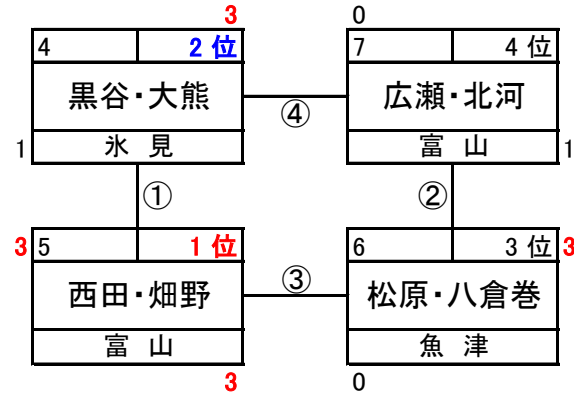 3 0
4 2位 7 4位
黒谷・大熊 広瀬・北河
④
1 氷見 富山 1
① ②
3 5 1位 6 3位 3
西田・畑野 松原・八倉巻
③
富山 魚津
3 0